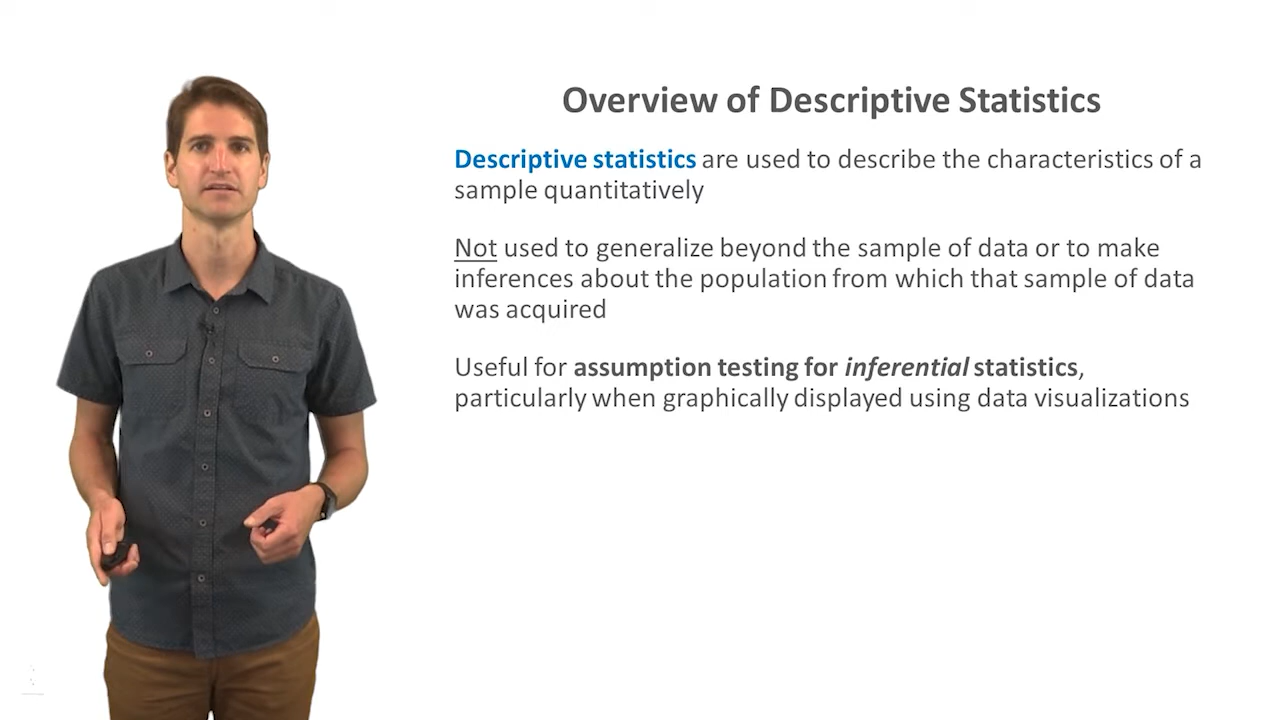 Overview of Descriptive Statistics
Descriptive statistics are used to describe the characteristics of a
sample quantitatively
Not used to generalize beyond the sample of data or to make
inferences about the population from which that sample of data
was acquired
Useful for assumption testing for inferential statistics,
particularly when graphically displayed using data visualizations